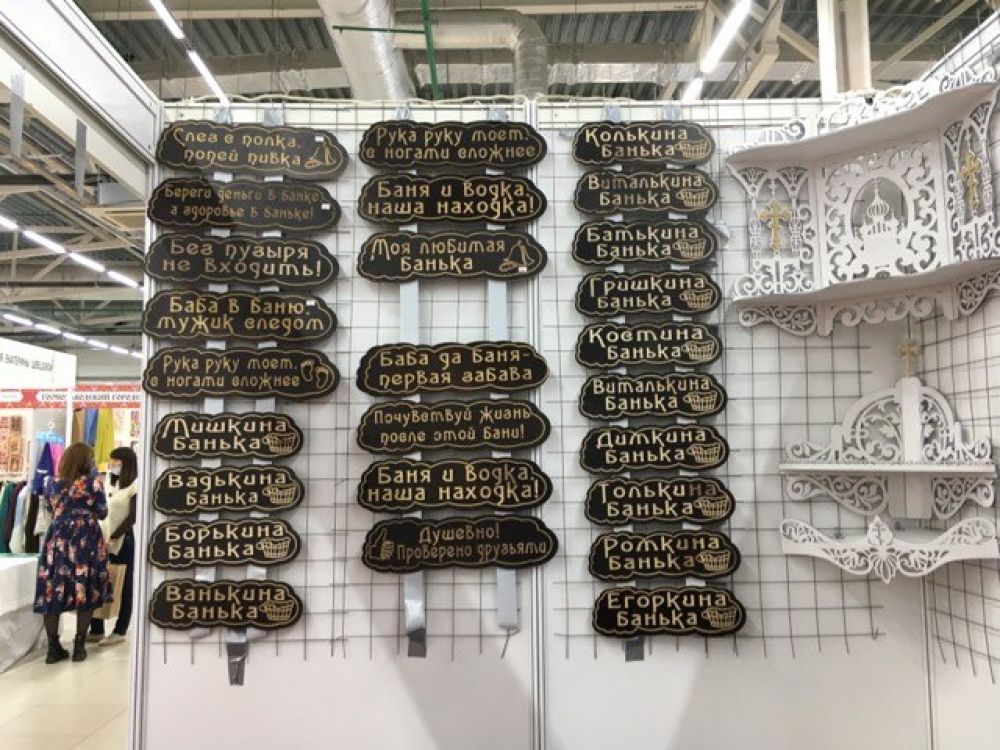 Слез с полка,
попей пивка
Береги деньги в банке,
а здоровье в баньке!
Без пузыря
не входить!
Баба в баню:
мужик следом
Рука руку моет,
с ногами сложнее
Мишкина
банька
Вадькина
банька
Борькина
банька
Ванькина
банька
Рука руку моет,
с ногами сложнее
Баня и водка,
наша находка!
Моя любимая
банька
Баба да баня-
первая забава
Почувствуй жизнь
после этой бани!
Баня и водка,
наша находка!
Душевно!
Проверено друзьями
Колькина
банька
Виталькина
банька
Батькина
банька
Гришкина
банька
Костина
банька
Виталькина
банька
Димкина
банька
Толькина
банька
Ромкина
банька
Егоркина
банька
ЕКАТЕРИНЫ